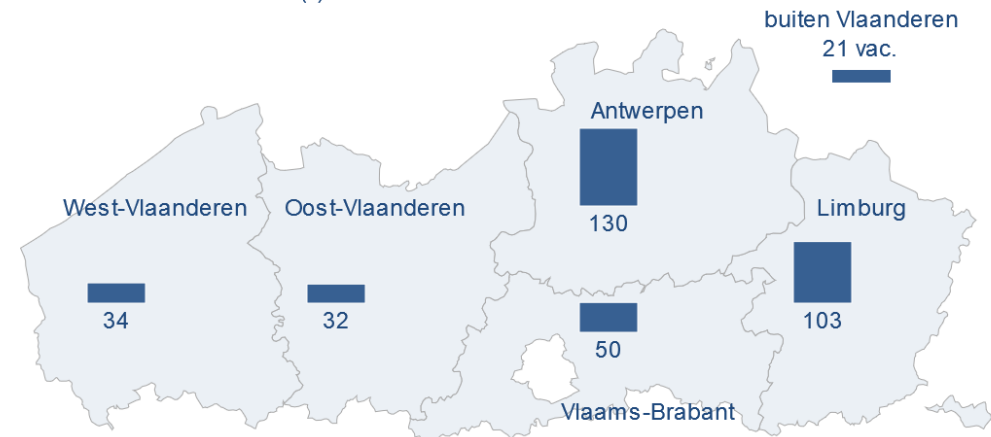 buiten Vlaanderen
21 vac.
Antwerpen
130
West-Vlaanderen
34
Oost-Vlaanderen
32
Limburg
103
50
Vlaams-Brabant